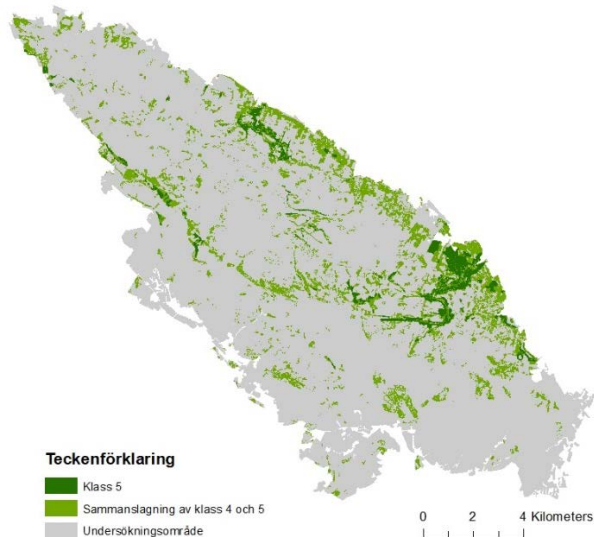 Teckenförklaring
Klass 5
Sammanslagning av klass 4 och 5
Undersökningsområde
0 2 4 Kilometers